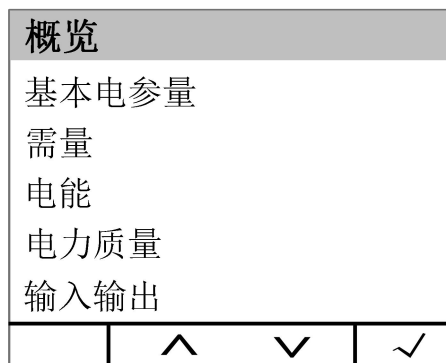 概览
基本电参量
需量
电能
电力质量
输入输出